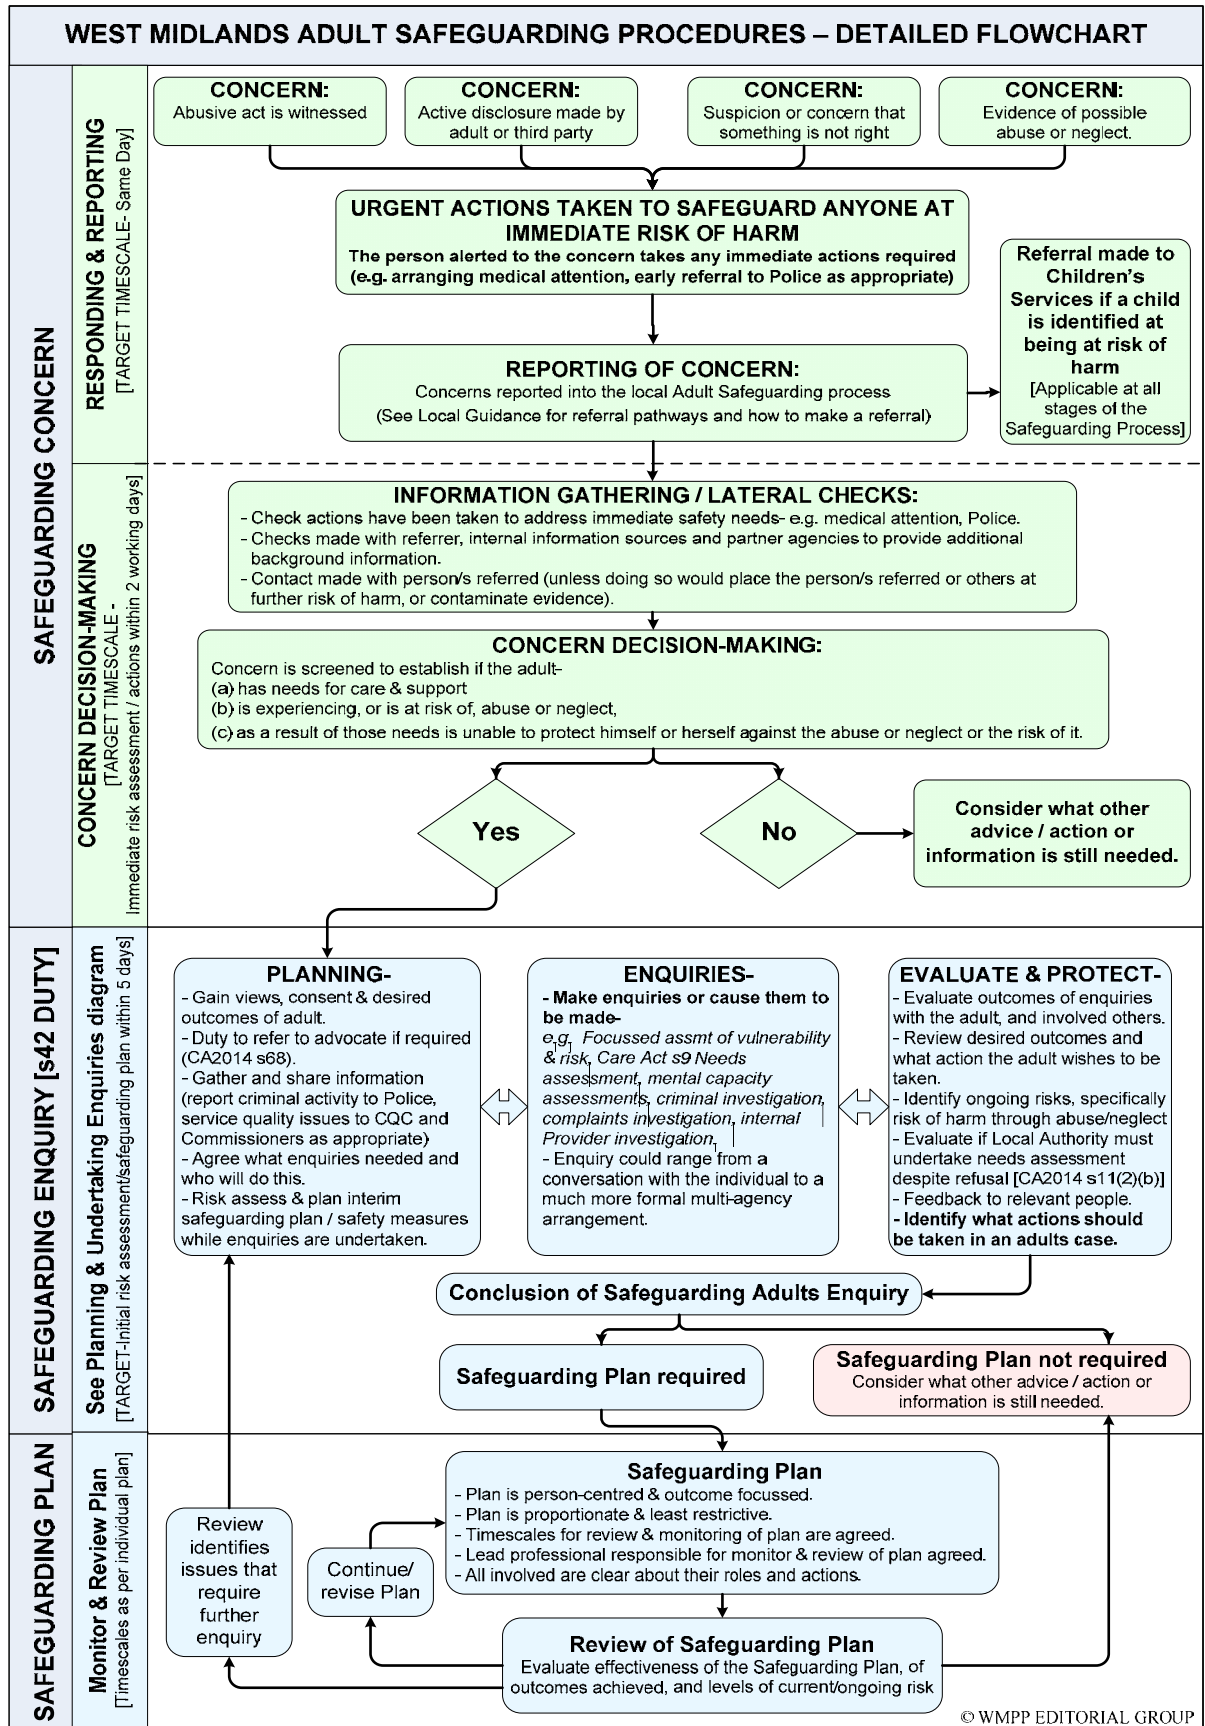 WEST MIDLANDS ADULT SAFEGUARDING PROCEDURES – DETAILED FLOWCHART
SAFEGUARDING CONCERN
RESPONDING & REPORTING
[TARGET TIMESCALE- Same Day]
CONCERN:
Abusive act is witnessed
CONCERN:
Active disclosure made by
adult or third party
CONCERN:
Suspicion or concern that
something is not right
CONCERN:
Evidence of possible
abuse or neglect.
URGENT ACTIONS TAKEN TO SAFEGUARD ANYONE AT
IMMEDIATE RISK OF HARM
The person alerted to the concern takes any immediate actions required
(e.g. arranging medical attention, early referral to Police as appropriate)
REPORTING OF CONCERN:
Concerns reported into the local Adult Safeguarding process
(See Local Guidance for referral pathways and how to make a referral)
Referral made to
Children's
Services if a child
is identified at
being at risk of
harm
[Applicable at all
stages of the
Safeguarding Process]
CONCERN DECISION-MAKING
[TARGET TIMESCALE -
Immediate risk assessment / actions within 2 working days]
INFORMATION GATHERING / LATERAL CHECKS:
- Check actions have been taken to address immediate safety needs- e.g. medical attention, Police.
- Checks made with referrer, internal information sources and partner agencies to provide additional
background information.
- Contact made with person/s referred (unless doing so would place the person/s referred or others at
further risk of harm, or contaminate evidence).
CONCERN DECISION-MAKING:
Concern is screened to establish if the adult-
(a) has needs for care & support
(b) is experiencing, or is at risk of, abuse or neglect,
(c) as a result of those needs is unable to protect himself or herself against the abuse or neglect or the risk of it.
Yes
No
Consider what other
advice / action or
information is still needed.
SAFEGUARDING ENQUIRY [s42 DUTY]
See Planning & Undertaking Enquiries diagram
[TARGET-Initial risk assessment/safeguarding plan within 5 days]
PLANNING-
- Gain views, consent & desired
outcomes of adult.
- Duty to refer to advocate if required
(CA2014 s68).
- Gather and share information
(report criminal activity to Police,
service quality issues to CQC and
Commissioners as appropriate)
- Agree what enquiries needed and
who will do this.
- Risk assess & plan interim
safeguarding plan / safety measures
while enquiries are undertaken.
ENQUIRIES-
- Make enquiries or cause them to
be made-
e.g. Focussed assmt of vulnerability
& risk, Care Act s9 Needs
assessment, mental capacity
assessments, criminal investigation,
complaints investigation, internal
Provider investigation,
- Enquiry could range from a
conversation with the individual to a
much more formal multi-agency
arrangement.
EVALUATE & PROTECT-
- Evaluate outcomes of enquiries
with the adult, and involved others.
- Review desired outcomes and
what action the adult wishes to be
taken.
- Identify ongoing risks, specifically
risk of harm through abuse/neglect
- Evaluate if Local Authority must
undertake needs assessment
despite refusal [CA2014 s11(2)(b)]
- Feedback to relevant people.
- Identify what actions should
be taken in an adults case.
Conclusion of Safeguarding Adults Enquiry
Safeguarding Plan required
Safeguarding Plan not required
Consider what other advice / action or
information is still needed.
SAFEGUARDING PLAN
Monitor & Review Plan
[Timescales as per individual plan]
Safeguarding Plan
- Plan is person-centred & outcome focussed.
- Plan is proportionate & least restrictive.
- Timescales for review & monitoring of plan are agreed.
- Lead professional responsible for monitor & review of plan agreed.
- All involved are clear about their roles and actions.
Review
identifies
issues that
require
further
enquiry
Continue/
revise Plan
Review of Safeguarding Plan
Evaluate effectiveness of the Safeguarding Plan, of
outcomes achieved, and levels of current/ongoing risk
© WMPP EDITORIAL GROUP